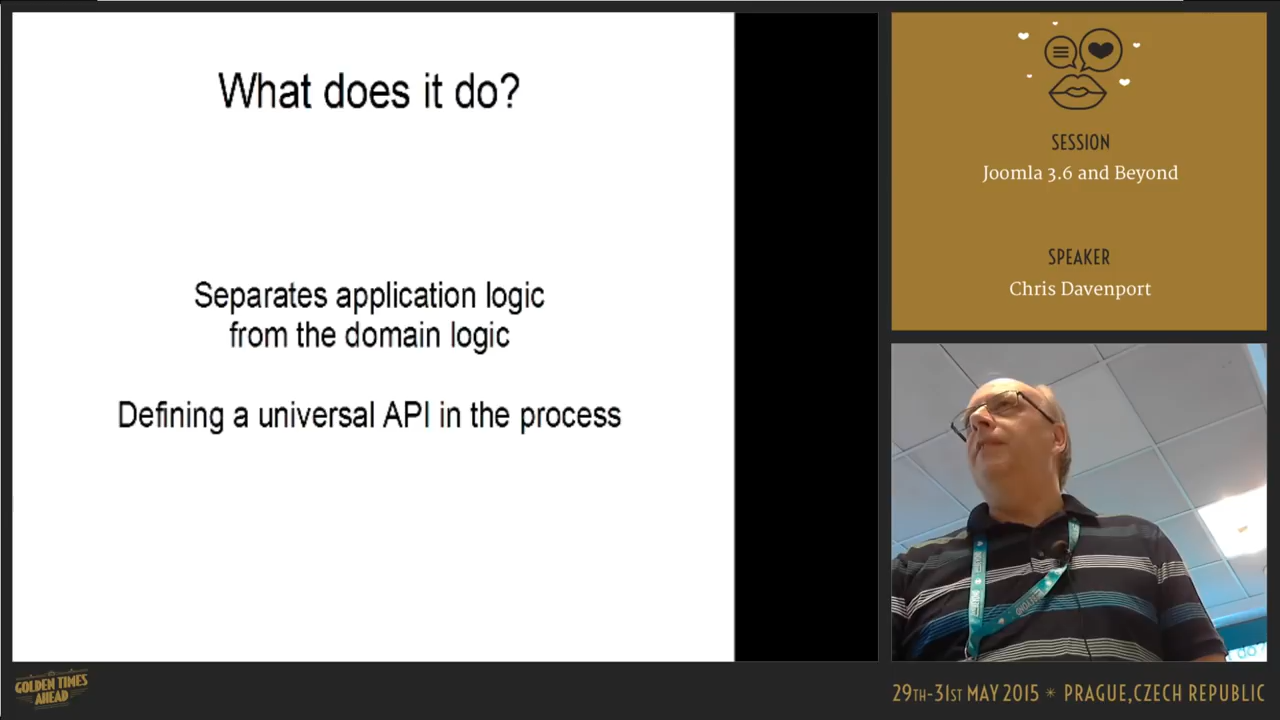 What does it do?
Separates application logic
from the domain logic
Defining a universal API in the process
SESSION
Joomla 3.6 and Beyond
SPEAKER
Chris Davenport
GOLDEN TIMES
AHEAD
29TH-31ST MAY 2015 * PRAGUE, CZECH REPUBLIC